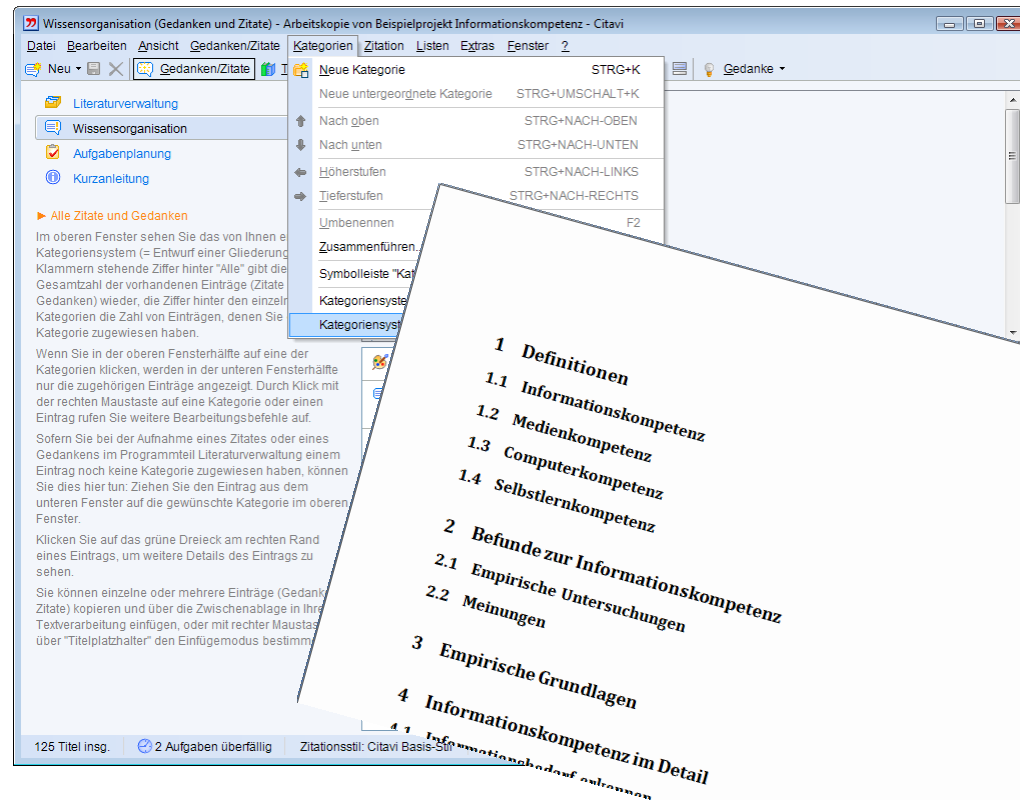 Wissensorganisation (Gedanken und Zitate) - Arbeitskopie von Beispielprojekt Informationskompetenz - Citavi
Datei Bearbeiten Ansicht Gedanken/Zitate Kategorien Zitation Listen Extras Fenster ?
Neu Gedanken/Zitate T Gedanke
Literaturverwaltung
Wissensorganisation
Aufgabenplanung
Kurzanleitung
Alle Zitate und Gedanken
Im oberen Fenster sehen Sie das von Ihnen e
Kategoriensystem (= Entwurf einer Gliederung
Klammern stehende Ziffer hinter "Alle" gibt die
Gesamtzahl der vorhandenen Einträge (Zitate
Gedanken) wieder, die Ziffer hinter den einzeln
Kategorien die Zahl von Einträgen, denen Sie
Kategorie zugewiesen haben.
Wenn Sie in der oberen Fensterhälfte auf eine der
Kategorien klicken, werden in der unteren Fensterhälfte
nur die zugehörigen Einträge angezeigt. Durch Klick mit
der rechten Maustaste auf eine Kategorie oder einen
Eintrag rufen Sie weitere Bearbeitungsbefehle auf.
Sofern Sie bei der Aufnahme eines Zitates oder eines
Gedankens im Programmteil Literaturverwaltung einem
Eintrag noch keine Kategorie zugewiesen haben, können
Sie dies hier tun: Ziehen Sie den Eintrag aus dem
unteren Fenster auf die gewünschte Kategorie im oberen
Fenster.
Klicken Sie auf das grüne Dreieck am rechten Rand
eines Eintrags, um weitere Details des Eintrags zu
sehen.
Sie können einzelne oder mehrere Einträge (Gedank
Zitate) kopieren und über die Zwischenablage in Ihre
Textverarbeitung einfügen, oder mit rechter Maustas
über "Titelplatzhalter" den Einfügemodus bestimm
Neue Kategorie STRG+K
Neue untergeordnete Kategorie STRG+UMSCHALT+K
Nach oben STRG+NACH-OBEN
Nach unten STRG+NACH-UNTEN
Höherstufen STRG+NACH-LINKS
Tieferstufen STRG+NACH-RECHTS
Umbenennen F2
Zusammenführen...
Symbolleiste "Kat
Kategoriensyste
Kategoriensyst
1 Definitionen
1.1 Informationskompetenz
1.2 Medienkompetenz
1.3 Computerkompetenz
1.4 Selbstlernkompetenz
2 Befunde zur Informationskompetenz
2.1 Empirische Untersuchungen
2.2 Meinungen
3 Empirische Grundlagen
4 Informationskompetenz im Detail
4.1 Informationsbedarf erkennen
125 Titel insg. 2 Aufgaben überfällig Zitationsstil: Citavi Basis-Stil